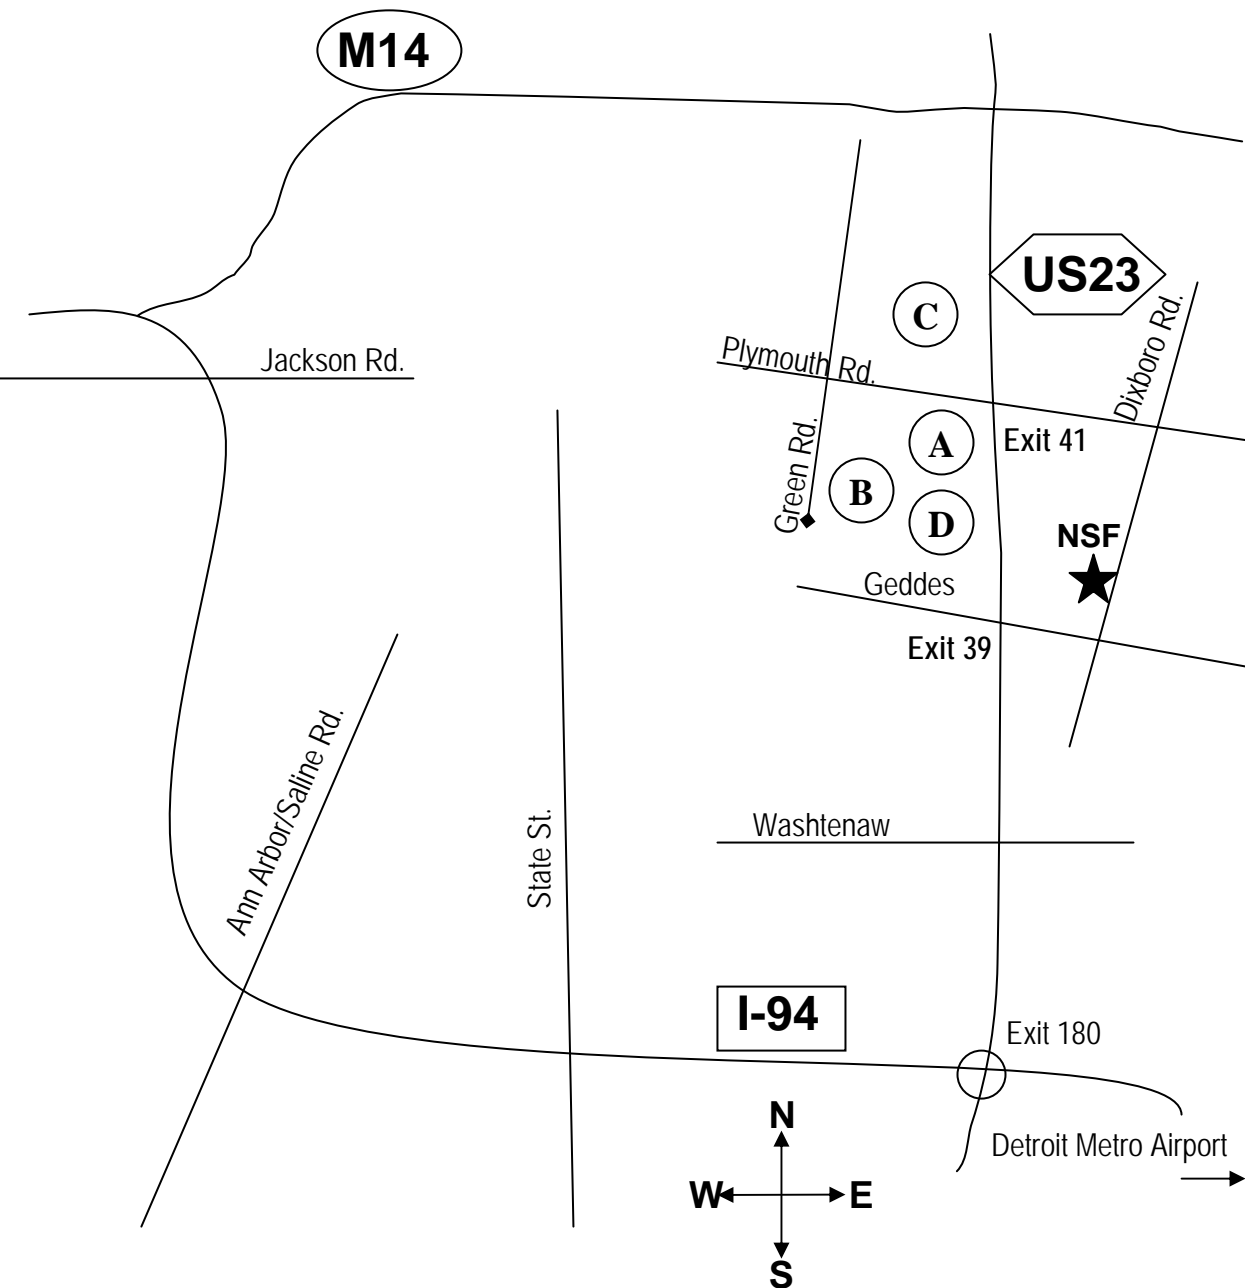 M14
US23
C
Jackson Rd.
Plymouth Rd.
Dixboro Rd.
A
Exit 41
Green Rd.
B
D
NSF
Geddes
Exit 39
Ann Arbor/Saline Rd.
State St.
Washtenaw
I-94
Exit 180
N
Detroit Metro Airport
W E
S